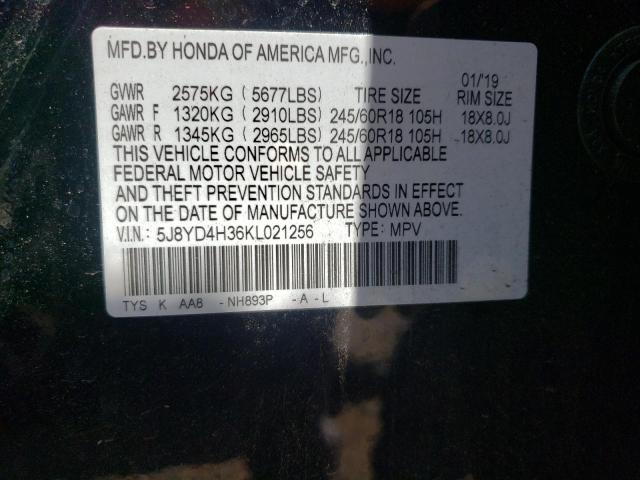 MFD.BY HONDA OF AMERICA MFG.,INC.
01/19
GVWR 2575KG ( 5677LBS) TIRE SIZE RIM SIZE
GAWR F 1320KG ( 2910LBS) 245/60R18 105H 18X8.0J
GAWR R 1345KG ( 2965LBS) 245/60R18 105H 18X8.0J
THIS VEHICLE CONFORMS TO ALL APPLICABLE
FEDERAL MOTOR VEHICLE SAFETY
AND THEFT PREVENTION STANDARDS IN EFFECT
ON THE DATE OF MANUFACTURE SHOWN ABOVE.
V.I.N.: 5J8YD4H36KL021256 TYPE: MPV
TYS K AA8 -NH893P -A-L